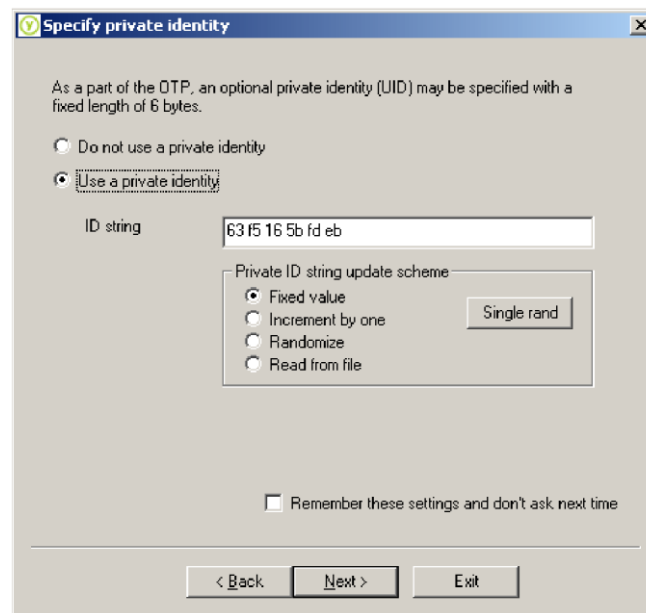 Specify private identity
As a part of the OTP, an optional private identity (UID) may be specified with a
fixed length of 6 bytes.
Do not use a private identity
Use a private identity
ID string
63 f5 16 5b fd eb
Private ID string update scheme
Fixed value
Single rand
Increment by one
Randomize
Read from file
Remember these settings and don't ask next time
< Back
Next >
Exit